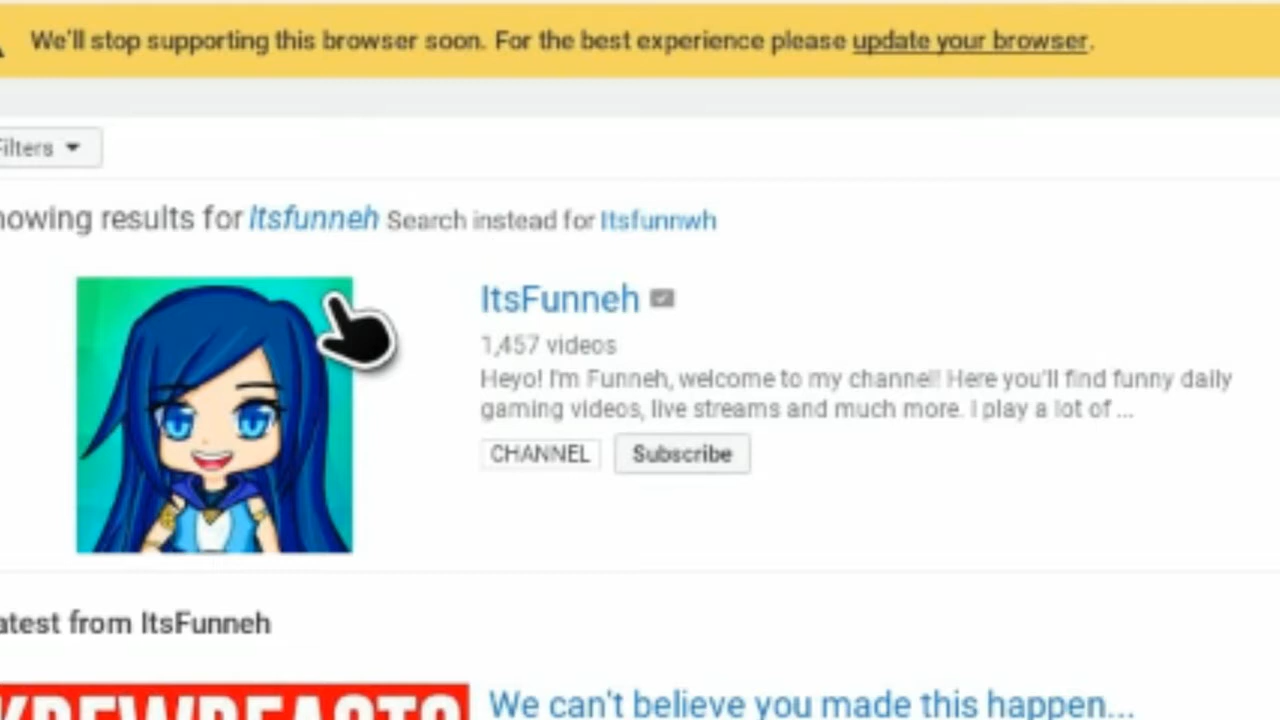 We'll stop supporting this browser soon. For the best experience please update your browser.
Filters
howing results for Itsfunneh Search instead for Itsfunnwh
ItsFunneh
1,457 videos
Heyo! I'm Funneh, welcome to my channel! Here you'll find funny daily
gaming videos, live streams and much more. I play a lot of ...
CHANNEL Subscribe
atest from ItsFunneh
KREWBEASTS
We can't believe you made this happen...